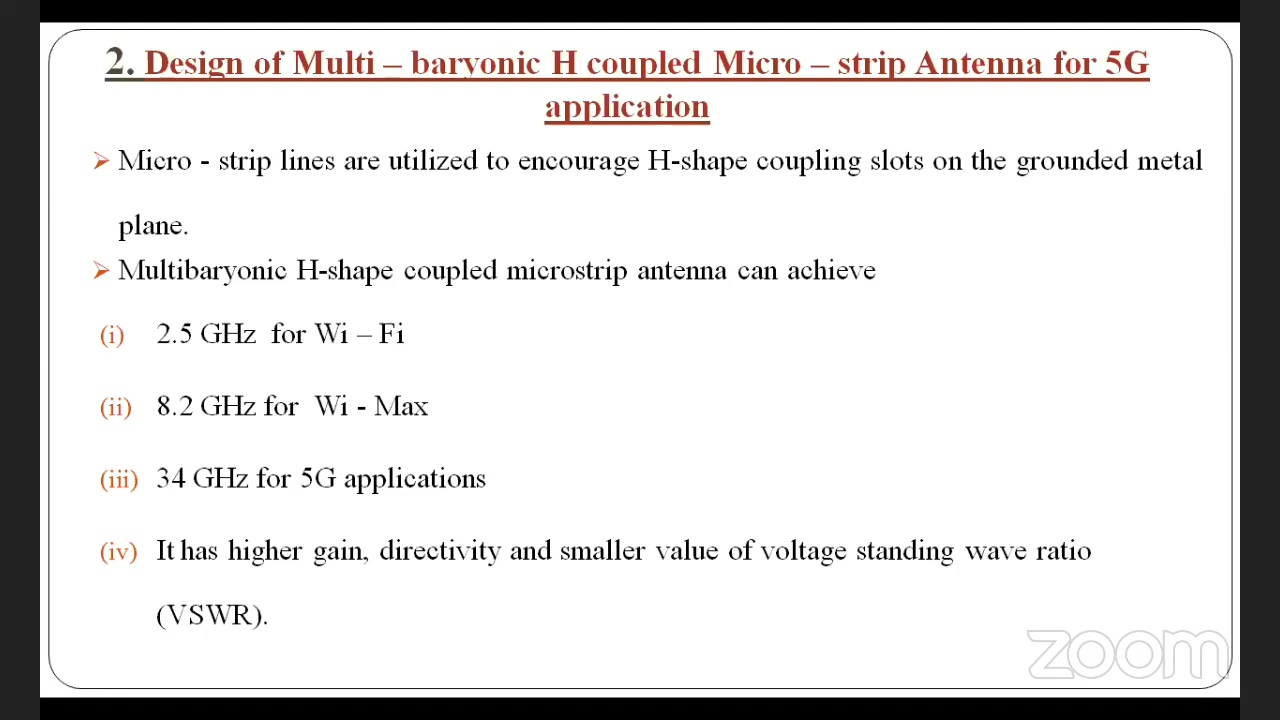 2. Design of Multi – baryonic H coupled Micro – strip Antenna for 5G
application
➢ Micro - strip lines are utilized to encourage H-shape coupling slots on the grounded metal
plane.
➢ Multibaryonic H-shape coupled microstrip antenna can achieve
(i) 2.5 GHz for Wi – Fi
(ii) 8.2 GHz for Wi - Max
(iii) 34 GHz for 5G applications
(iv) It has higher gain, directivity and smaller value of voltage standing wave ratio
(VSWR).
zoom